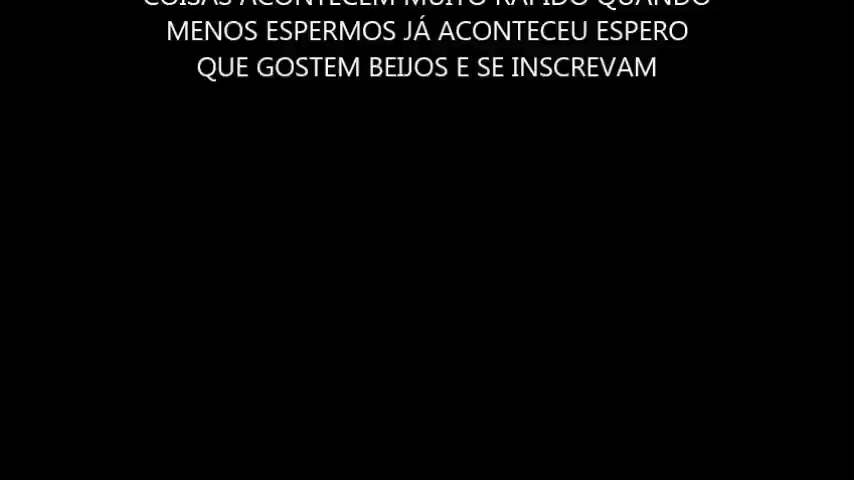 COISAS ACONTECEM MUITO RÁPIDO QUANDO
MENOS ESPERMOS JÁ ACONTECEU ESPERO
QUE GOSTEM BEIJOS E SE INSCREVAM